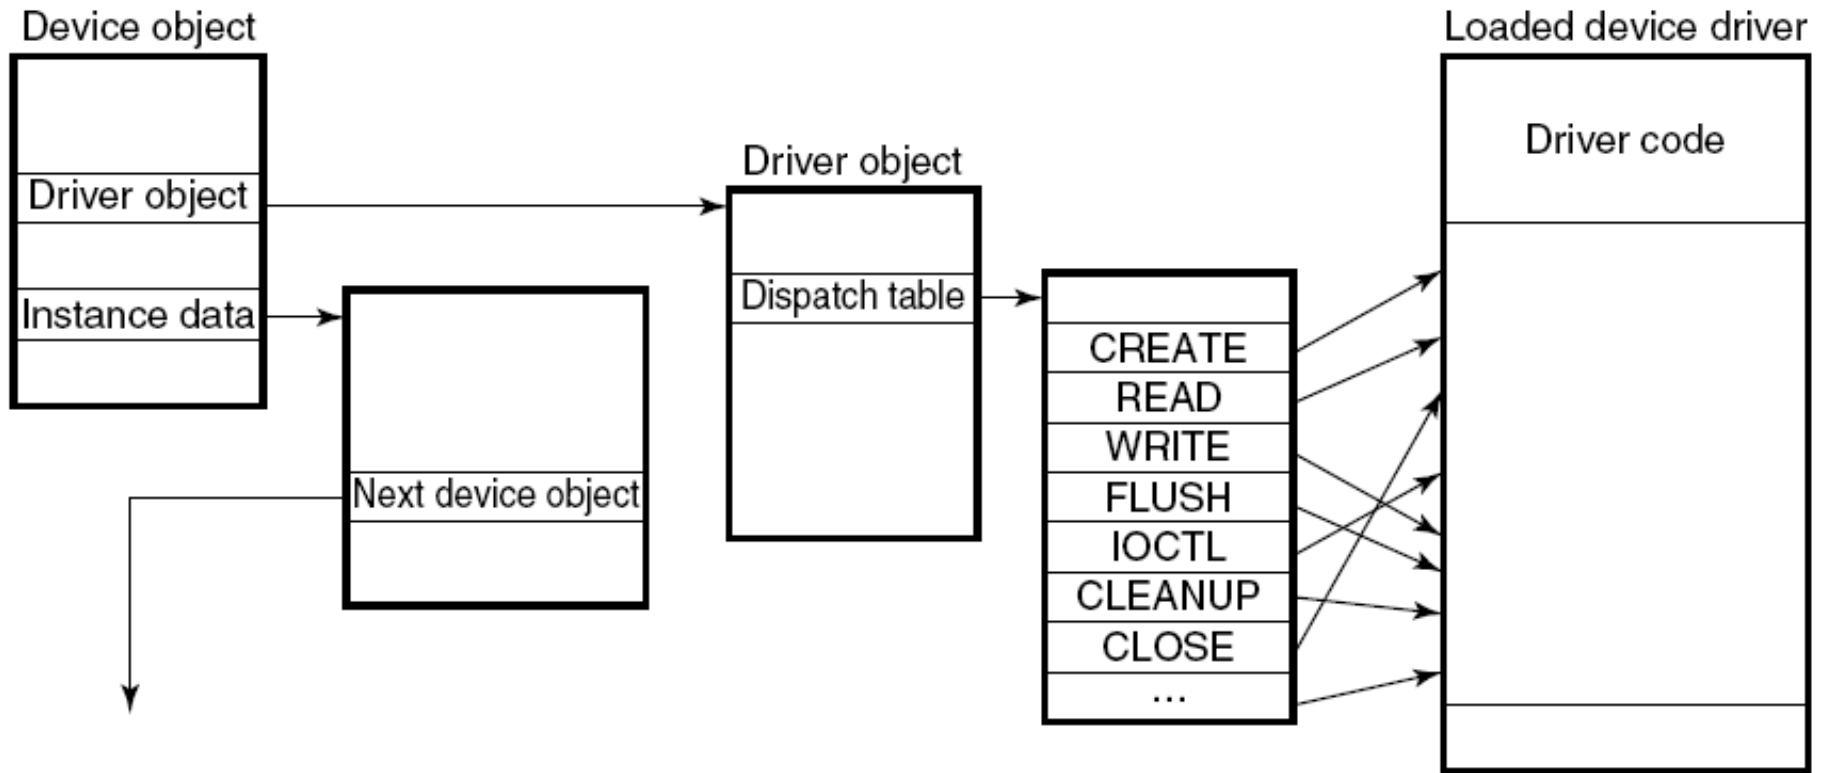 Device object
Driver object
Instance data
Next device object
Driver object
Dispatch table
CREATE
READ
WRITE
FLUSH
IOCTL
CLEANUP
CLOSE
...
Loaded device driver
Driver code